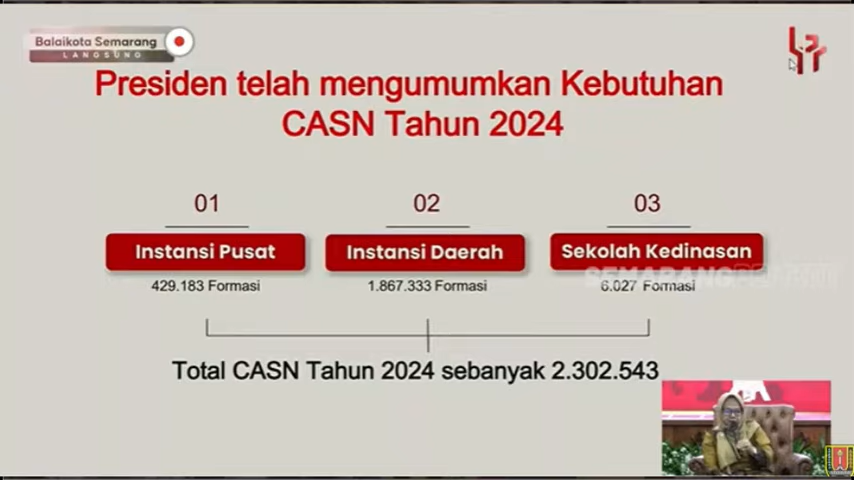 Balaikota Semarang
LANGSUNG
Presiden telah mengumumkan Kebutuhan
CASN Tahun 2024
01
02
03
Instansi Pusat
Instansi Daerah
Sekolah Kedinasan
429.183 Formasi
1.867.333 Formasi
6.027 Formasi
SEMARANG
Total CASN Tahun 2024 sebanyak 2.302.543